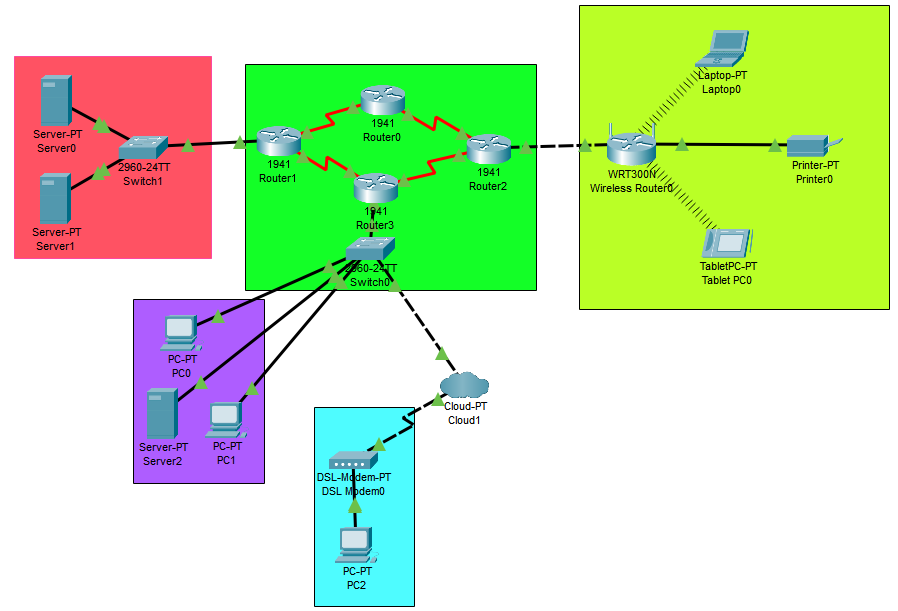 Server-PT
Server0
Server-PT
Server1
2960-24TT
Switch1
1941
Router1
1941
Router0
1941
Router2
1941
Router3
2960-24TT
Switch0
Laptop-PT
Laptop0
WRT300N
Wireless Router0
Printer-PT
Printer0
TabletPC-PT
Tablet PC0
PC-PT
PC0
Server-PT
Server2
PC-PT
PC1
Cloud-PT
Cloud1
DSL-Modem-PT
DSL Modem0
PC-PT
PC2